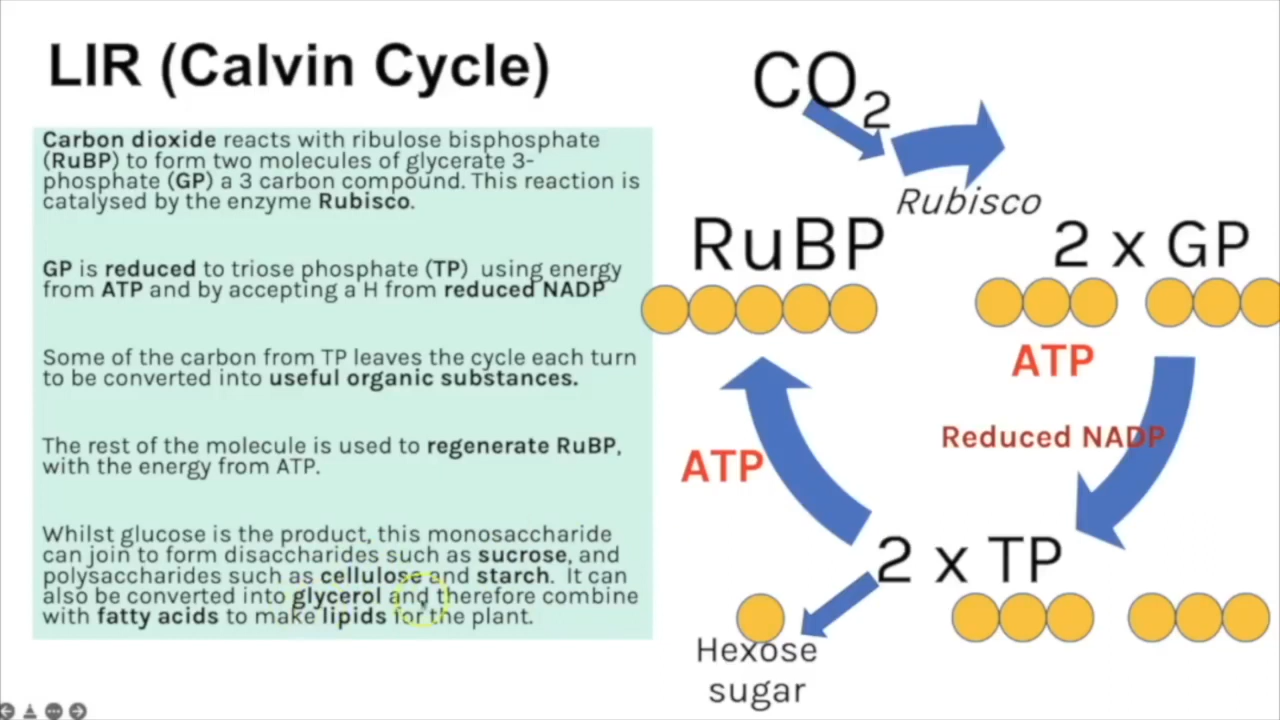 LIR (Calvin Cycle)
Carbon dioxide reacts with ribulose bisphosphate
(RuBP) to form two molecules of glycerate 3-
phosphate (GP) a 3 carbon compound. This reaction is
catalysed by the enzyme Rubisco.
GP is reduced to triose phosphate (TP) using energy
from ATP and by accepting a H from reduced NADP
Some of the carbon from TP leaves the cycle each turn
to be converted into useful organic substances.
The rest of the molecule is used to regenerate RuBP,
with the energy from ATP.
Whilst glucose is the product, this monosaccharide
can join to form disaccharides such as sucrose, and
polysaccharides such as cellulose and starch. It can
also be converted into glycerol and therefore combine
with fatty acids to make lipids for the plant.
CO2
Rubisco
RuBP
2 x GP
ATP
Reduced NADP
ATP
2 x TP
Hexose
sugar